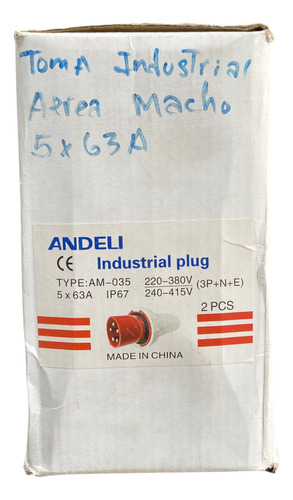 Toma Industrial
Aerea Macho
5x63A
ANDELI
CE Industrial plug
TYPE:AM-035 220-380V (3P+N+E)
5x63A IP67 240-415V
2 PCS
MADE IN CHINA